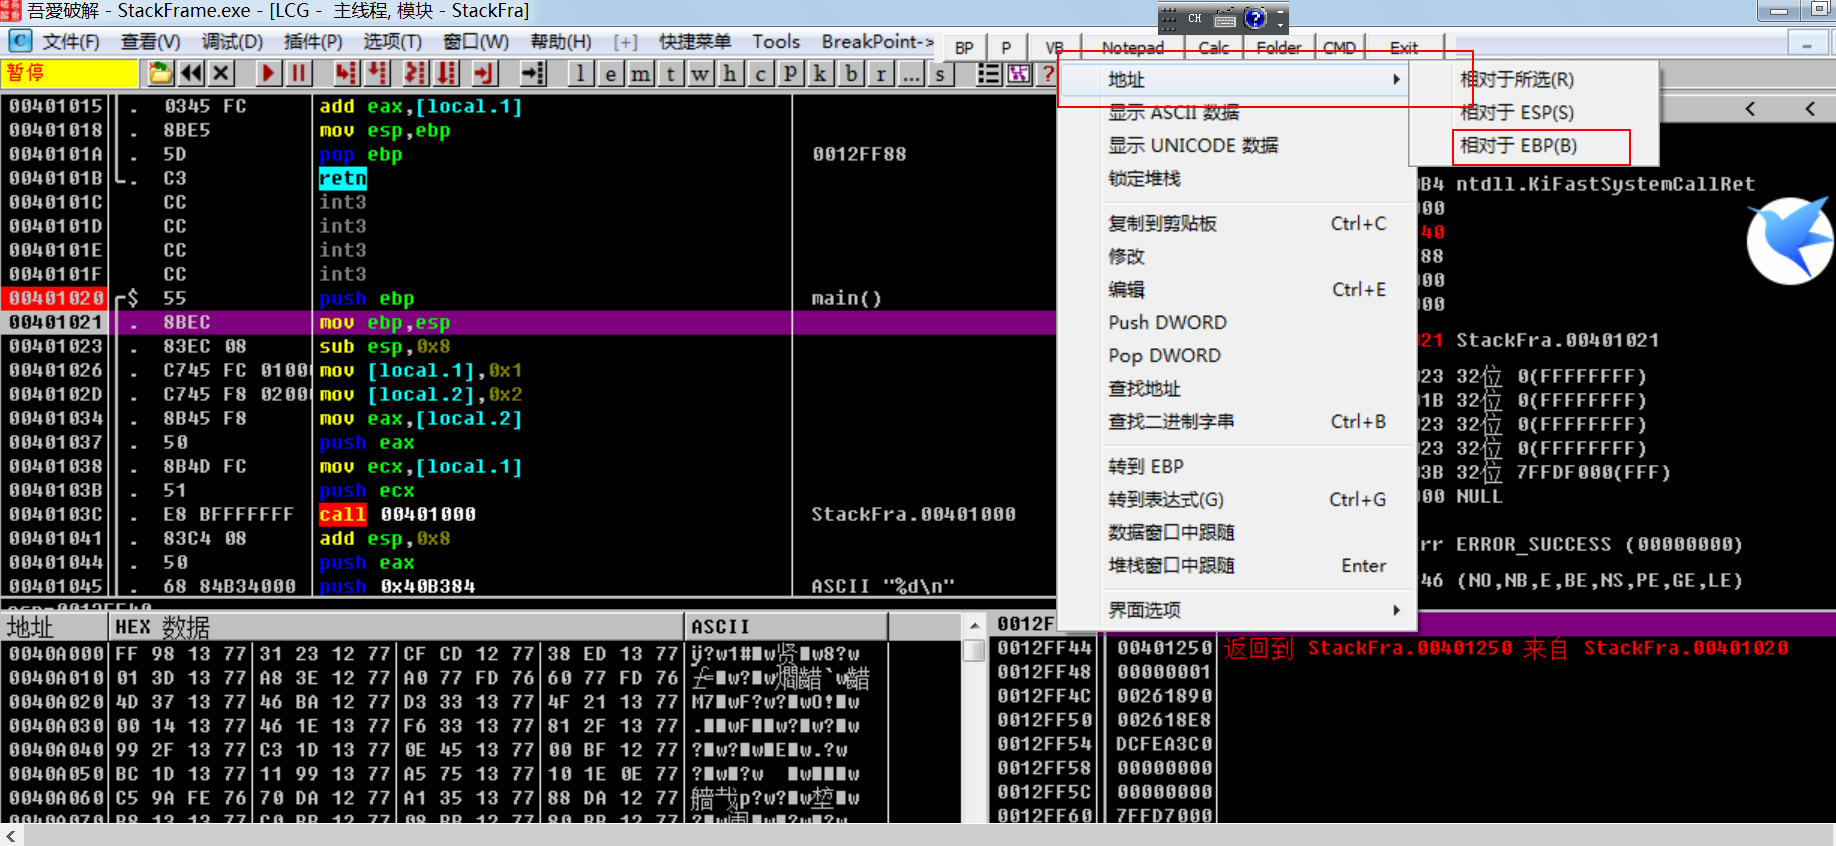 吾愛破解 - StackFrame.exe - [LCG - 主线程, 模块 - StackFra]
CH
文件(F) 查看(V) 调试(D) 插件(P) 选项(T) 窗口(W) 帮助(H) [+] 快捷菜单 Tools BreakPoint-> BP P VB Notepad Calc Folder CMD Exit
暂停 l e m t w h c p k b r ... s ?
地址
显示 ASCII 数据
显示 UNICODE 数据
锁定堆栈
复制到剪贴板 Ctrl+C
修改
编辑 Ctrl+E
Push DWORD
Pop DWORD
查找地址
查找二进制字串 Ctrl+B
转到 EBP
转到表达式(G) Ctrl+G
数据窗口中跟随
堆栈窗口中跟随 Enter
界面选项
相对于所选(R)
相对于 ESP(S)
相对于 EBP(B)
00401015 . 0345 FC add eax,[local.1]
00401018 . 8BE5 mov esp,ebp
0040101A . 5D pop ebp 0012FF88
0040101B . C3 retn
0040101C CC int3
0040101D CC int3
0040101E CC int3
0040101F CC int3
00401020 $ 55 push ebp main()
00401021 . 8BEC mov ebp,esp
00401023 . 83EC 08 sub esp,0x8
00401026 . C745 FC 0100 mov [local.1],0x1
0040102D . C745 F8 0200 mov [local.2],0x2
00401034 . 8B45 F8 mov eax,[local.2]
00401037 . 50 push eax
00401038 . 8B4D FC mov ecx,[local.1]
0040103B . 51 push ecx
0040103C . E8 BFFFFFFF call 00401000 StackFra.00401000
00401041 . 83C4 08 add esp,0x8
00401044 . 50 push eax
00401045 . 68 84B34000 push 0x40B384 ASCII "%d\n"
B4 ntdll.KiFastSystemCallRet
00
40
88
00
00
21 StackFra.00401021
23 32位 0(FFFFFFFF)
1B 32位 0(FFFFFFFF)
23 32位 0(FFFFFFFF)
23 32位 0(FFFFFFFF)
3B 32位 7FFDF000(FFF)
00 NULL
rr ERROR_SUCCESS (00000000)
46 (NO,NB,E,BE,NS,PE,GE,LE)
esp=0012FF40
地址 HEX 数据 ASCII
0040A000 FF 98 13 77 31 23 12 77 CF CD 12 77 38 ED 13 77
0040A010 01 3D 13 77 A8 3E 12 77 A0 77 FD 76 60 77 FD 76
0040A020 4D 37 13 77 46 BA 12 77 D3 33 13 77 4F 21 13 77
0040A030 00 14 13 77 46 1E 13 77 F6 33 13 77 81 2F 13 77
0040A040 99 2F 13 77 C3 1D 13 77 0E 45 13 77 00 BF 12 77
0040A050 BC 1D 13 77 11 99 13 77 A5 75 13 77 10 1E 0E 77
0040A060 C5 9A FE 76 70 DA 12 77 A1 35 13 77 88 DA 12 77
0040A070 B8 13 13 77 C0 BB 12 77 08 BB 12 77 80 BB 12 77
0012F
0012FF44 00401250 返回到 StackFra.00401250 来自 StackFra.00401020
0012FF48 00000001
0012FF4C 00261890
0012FF50 002618E8
0012FF54 DCFEA3C0
0012FF58 00000000
0012FF5C 00000000
0012FF60 7FFD7000